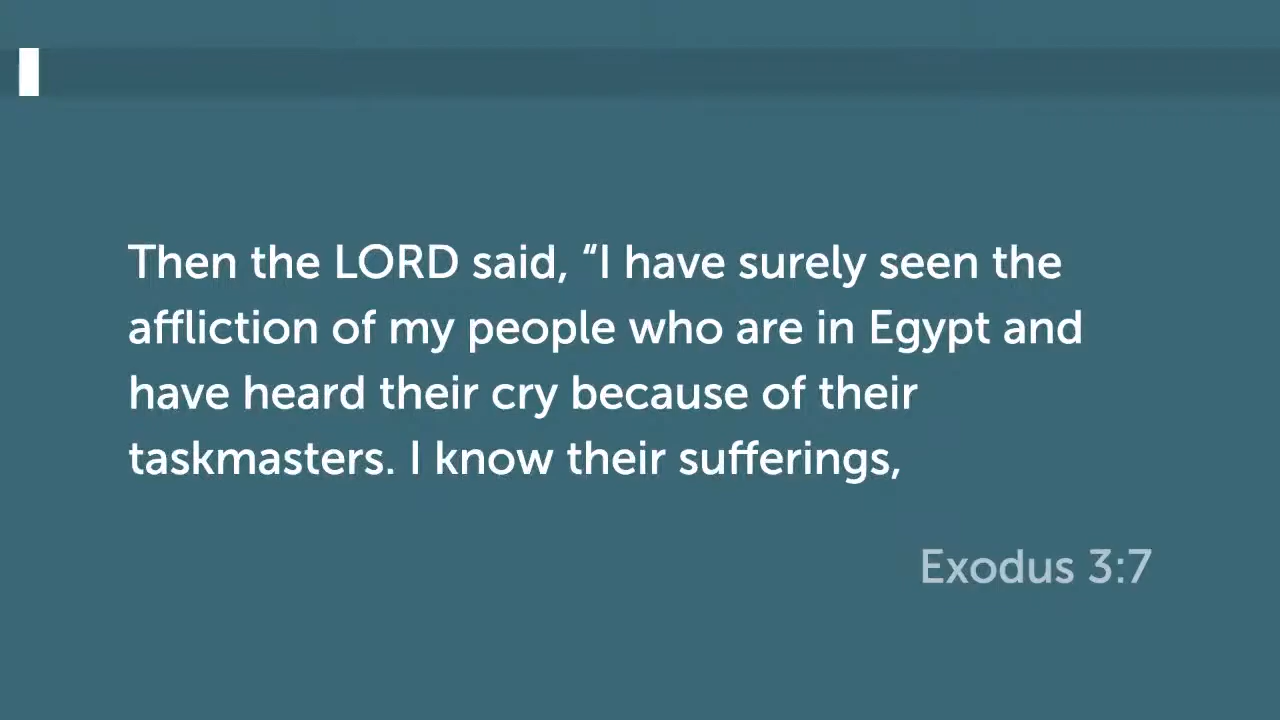 Then the LORD said, “I have surely seen the
affliction of my people who are in Egypt and
have heard their cry because of their
taskmasters. I know their sufferings,
Exodus 3:7